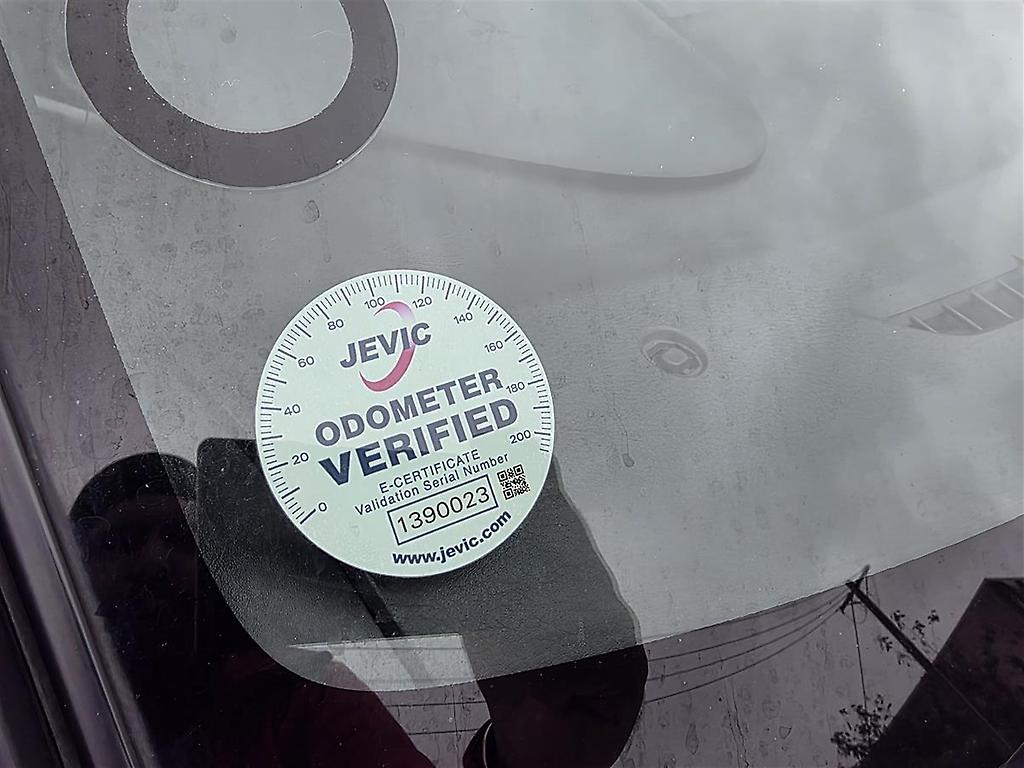 0 20 40 60 80 100 120 140 160 180 200
JEVIC
ODOMETER
VERIFIED
E-CERTIFICATE
Validation Serial Number
1390023
www.jevic.com